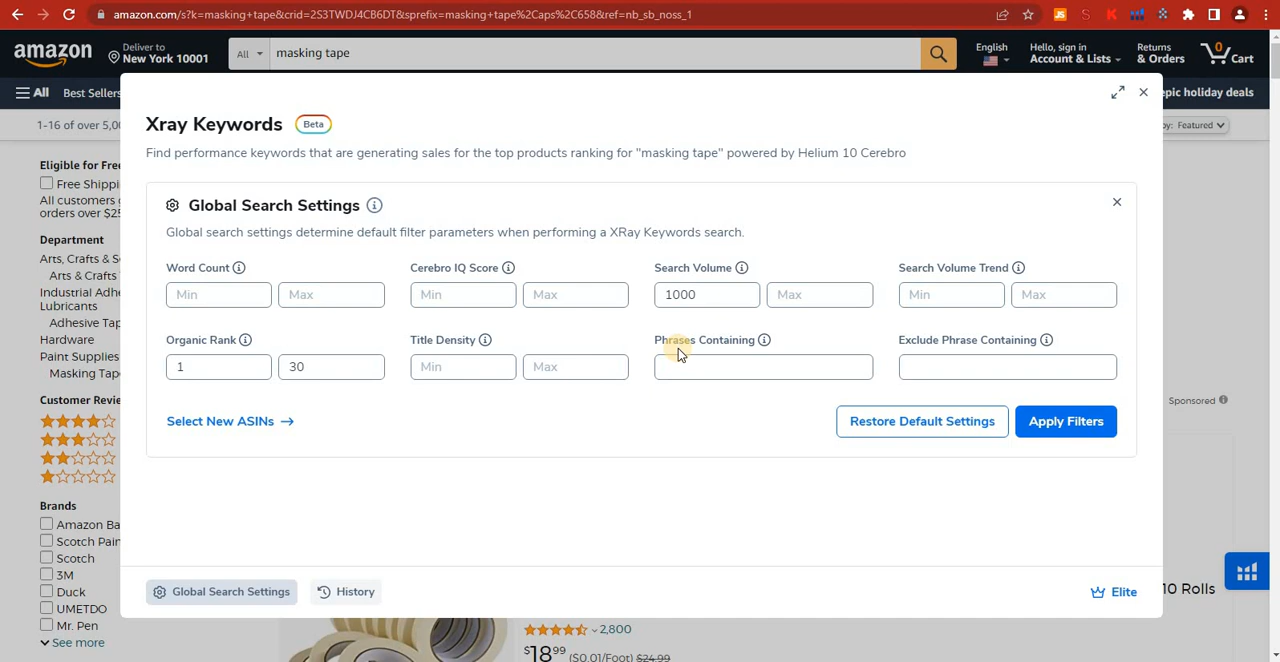 amazon.com/s?k=masking+tape&crid=2S3TWDJ4CB6DT&sprefix=masking+tape%2Caps%2C658&ref=nb_sb_noss_1
amazon
Deliver to
New York 10001
All
masking tape
English
Hello, sign in
Account & Lists
Returns
& Orders
0
Cart
All
Best Sellers
epic holiday deals
1-16 of over 5,00
by: Featured
Xray Keywords
Beta
Find performance keywords that are generating sales for the top products ranking for "masking tape" powered by Helium 10 Cerebro
Global Search Settings
Global search settings determine default filter parameters when performing a XRay Keywords search.
Word Count
Cerebro IQ Score
Search Volume
Search Volume Trend
Min
Max
Min
Max
1000
Max
Min
Max
Organic Rank
Title Density
Phrases Containing
Exclude Phrase Containing
1
30
Min
Max
Select New ASINs →
Restore Default Settings
Apply Filters
Global Search Settings
History
Elite
Eligible for Free
Free Shippi
All customers
orders over $25
Department
Arts, Crafts & S
Arts & Crafts
Industrial Adhe
Lubricants
Adhesive Tap
Hardware
Paint Supplies
Masking Tap
Customer Revie
Brands
Amazon Ba
Scotch Pain
Scotch
3M
Duck
UMETDO
Mr. Pen
See more
Sponsored
10 Rolls
2,800
$18.99 ($0.01/Foot) $24.99